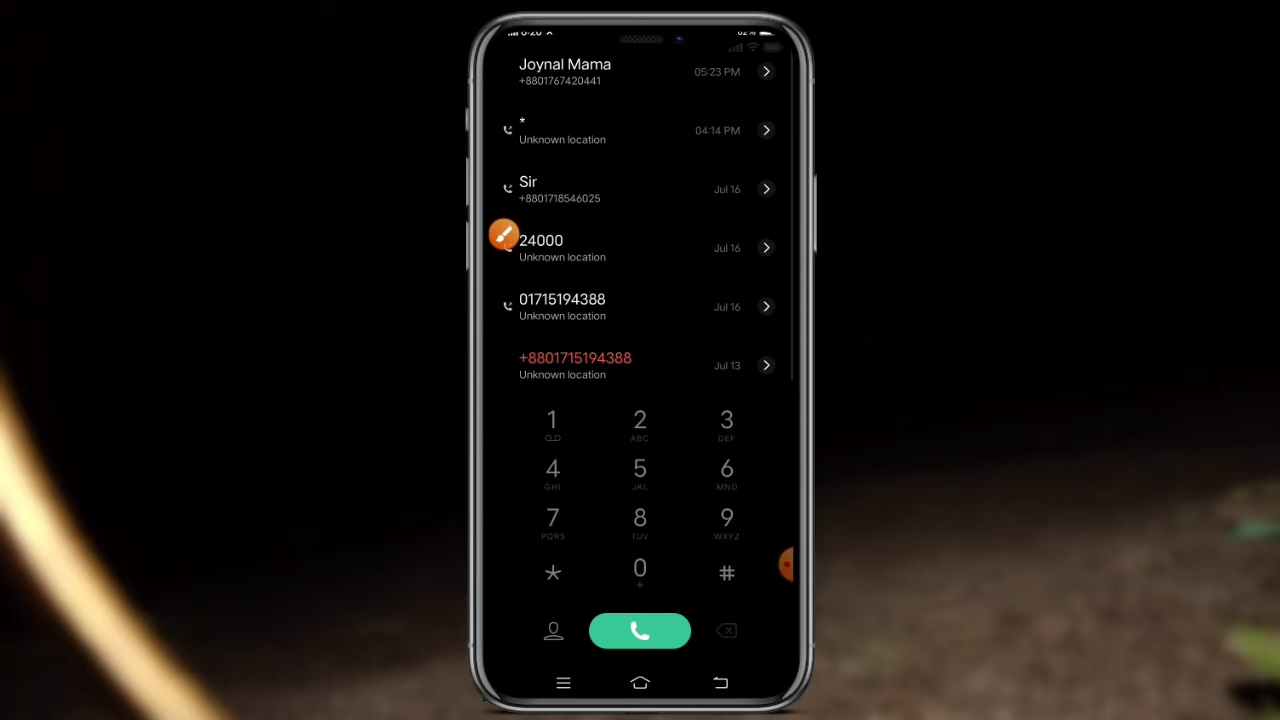 Joynal Mama
+8801767420441
05:23 PM
*
Unknown location
04:14 PM
Sir
+8801718546025
Jul 16
24000
Unknown location
Jul 16
01715194388
Unknown location
Jul 16
+8801715194388
Unknown location
Jul 13
1 2 3
ABC DEF
4 5 6
GHI JKL MNO
7 8 9
PQRS TUV WXYZ
* 0 #
+